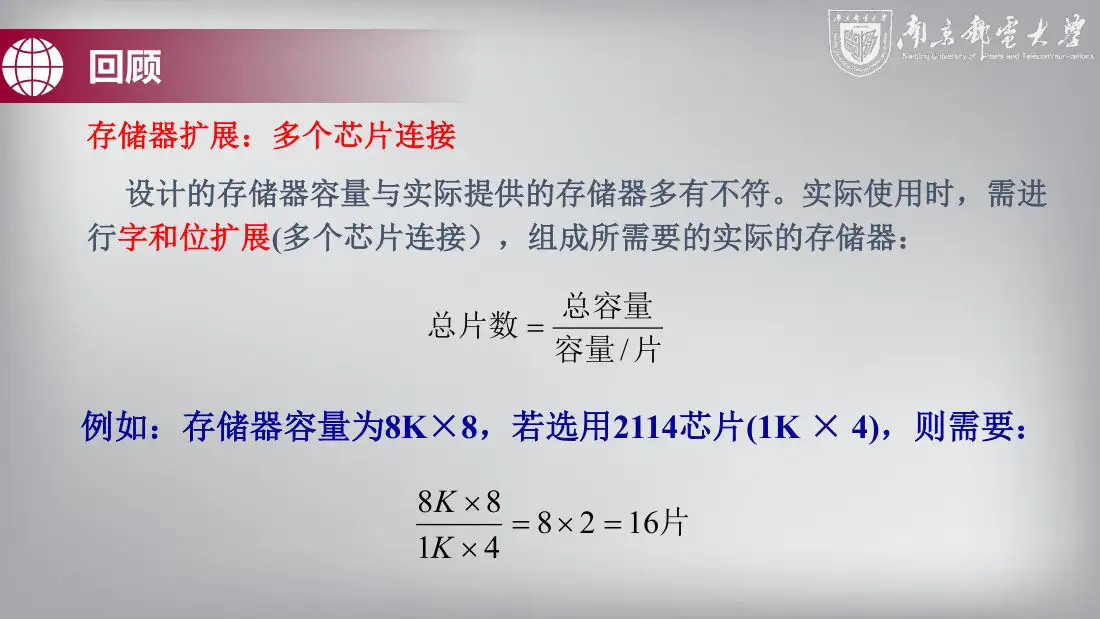 回顾
南京邮电大学
Nanjing University of Posts and Telecommunications
存储器扩展：多个芯片连接
设计的存储器容量与实际提供的存储器多有不符。实际使用时，需进
行字和位扩展(多个芯片连接），组成所需要的实际的存储器：
总片数 = 总容量 / 容量 / 片
例如：存储器容量为8K×8，若选用2114芯片(1K × 4)，则需要：
8K × 8 / 1K × 4 = 8 × 2 = 16片